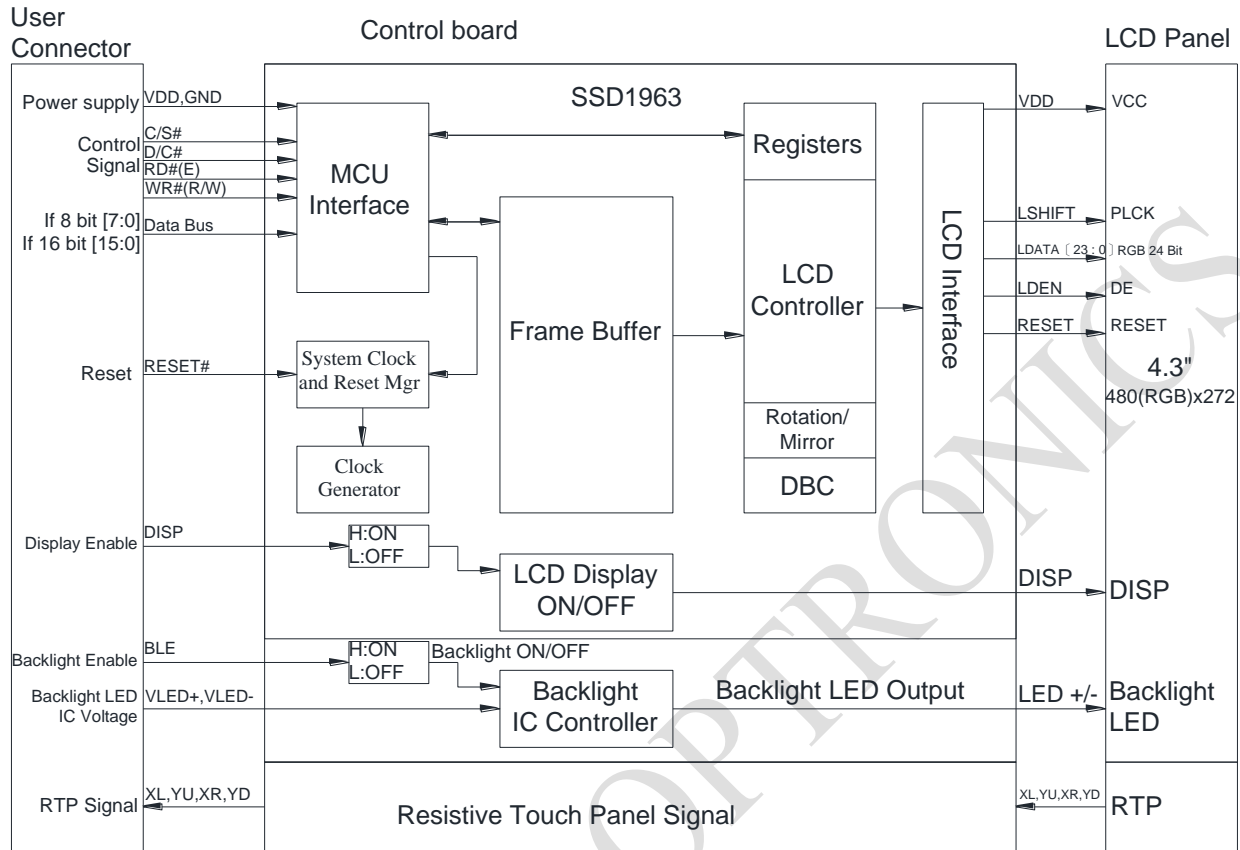 User
Connector
Control board
LCD Panel
Power supply
VDD,GND
Control
Signal
C/S#
D/C#
RD#(E)
WR#(R/W)
If 8 bit [7:0]
If 16 bit [15:0]
Data Bus
Reset
RESET#
Display Enable
DISP
Backlight Enable
BLE
Backlight LED
IC Voltage
VLED+,VLED-
RTP Signal
XL,YU,XR,YD
SSD1963
MCU
Interface
System Clock
and Reset Mgr
Clock
Generator
Frame Buffer
Registers
LCD
Controller
Rotation/
Mirror
DBC
LCD Interface
H:ON
L:OFF
LCD Display
ON/OFF
H:ON
L:OFF
Backlight ON/OFF
Backlight
IC Controller
Backlight LED Output
Resistive Touch Panel Signal
VDD
VCC
LSHIFT
PLCK
LDATA〔23:0〕RGB 24 Bit
LDEN
DE
RESET
RESET
4.3"
480(RGB)x272
DISP
DISP
LED +/-
Backlight
LED
XL,YU,XR,YD
RTP
OPTRONICS